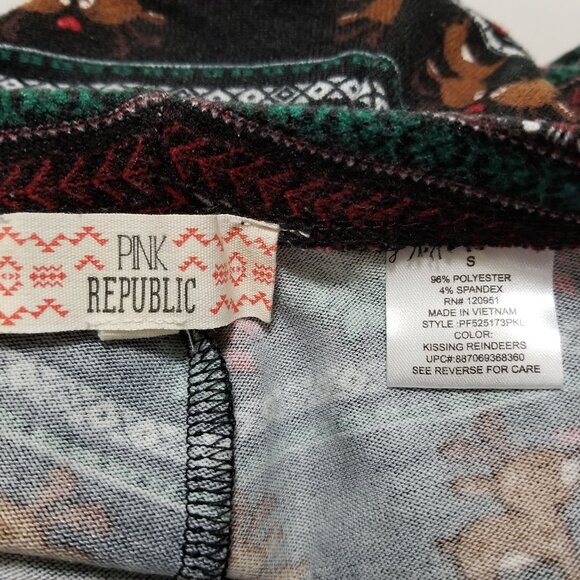 PINK
REPUBLIC
S
96% POLYESTER
4% SPANDEX
RN# 120951
MADE IN VIETNAM
STYLE :PF525173PKL
COLOR:
KISSING REINDEERS
UPC#:887069368360
SEE REVERSE FOR CARE